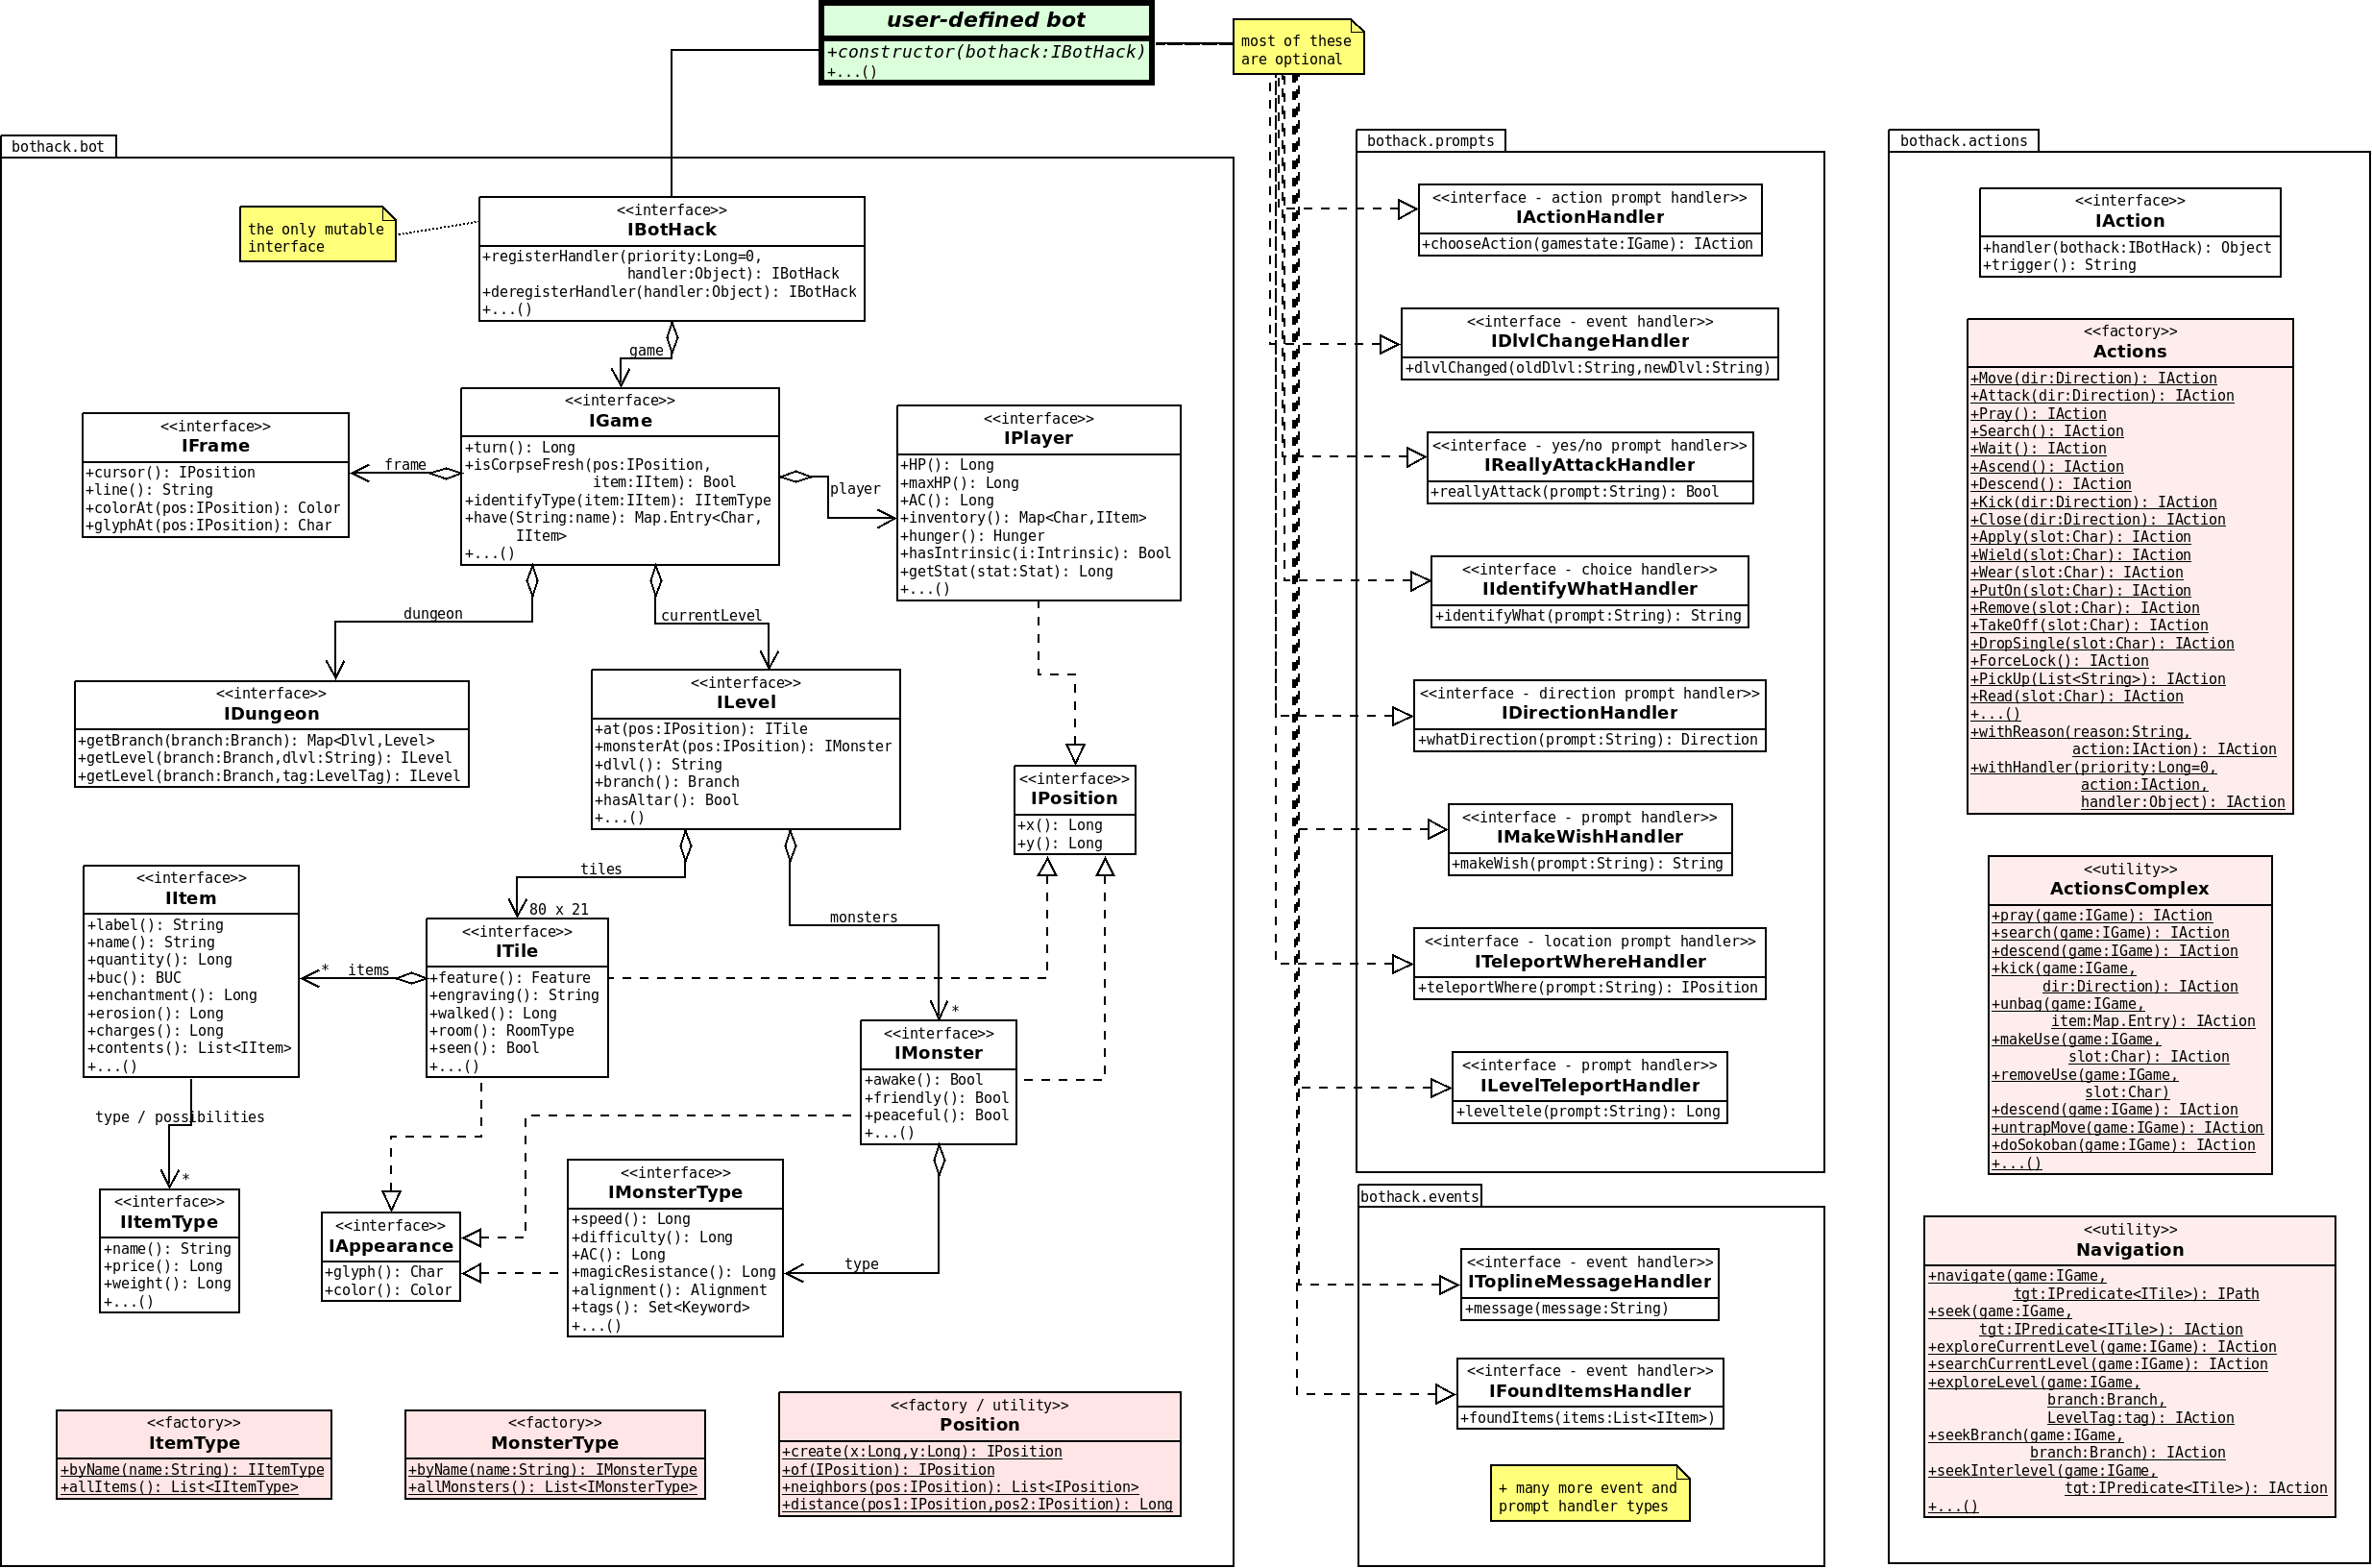 user-defined bot
+constructor(bothack:IBotHack)
+...()
most of these
are optional
bothack.bot
the only mutable
interface
<<interface>>
IBotHack
+registerHandler(priority:Long=0,
handler:Object): IBotHack
+deregisterHandler(handler:Object): IBotHack
+...()
game
<<interface>>
IFrame
+cursor(): IPosition
+line(): String
+colorAt(pos:IPosition): Color
+glyphAt(pos:IPosition): Char
frame
<<interface>>
IGame
+turn(): Long
+isCorpseFresh(pos:IPosition,
item:IItem): Bool
+identifyType(item:IItem): IItemType
+have(String:name): Map.Entry<Char,
IItem>
+...()
player
<<interface>>
IPlayer
+HP(): Long
+maxHP(): Long
+AC(): Long
+inventory(): Map<Char,IItem>
+hunger(): Hunger
+hasIntrinsic(i:Intrinsic): Bool
+getStat(stat:Stat): Long
+...()
dungeon
currentLevel
<<interface>>
IDungeon
+getBranch(branch:Branch): Map<Dlvl,Level>
+getLevel(branch:Branch,dlvl:String): ILevel
+getLevel(branch:Branch,tag:LevelTag): ILevel
<<interface>>
ILevel
+at(pos:IPosition): ITile
+monsterAt(pos:IPosition): IMonster
+dlvl(): String
+branch(): Branch
+hasAltar(): Bool
+...()
<<interface>>
IPosition
+x(): Long
+y(): Long
tiles
80 x 21
monsters
*
<<interface>>
IItem
+label(): String
+name(): String
+quantity(): Long
+buc(): BUC
+enchantment(): Long
+erosion(): Long
+charges(): Long
+contents(): List<IItem>
+...()
* items
<<interface>>
ITile
+feature(): Feature
+engraving(): String
+walked(): Long
+room(): RoomType
+seen(): Bool
+...()
<<interface>>
IMonster
+awake(): Bool
+friendly(): Bool
+peaceful(): Bool
+...()
type / possibilities
*
<<interface>>
IItemType
+name(): String
+price(): Long
+weight(): Long
+...()
<<interface>>
IAppearance
+glyph(): Char
+color(): Color
<<interface>>
IMonsterType
+speed(): Long
+difficulty(): Long
+AC(): Long
+magicResistance(): Long
+alignment(): Alignment
+tags(): Set<Keyword>
+...()
type
<<factory>>
ItemType
+byName(name:String): IItemType
+allItems(): List<IItemType>
<<factory>>
MonsterType
+byName(name:String): IMonsterType
+allMonsters(): List<IMonsterType>
<<factory / utility>>
Position
+create(x:Long,y:Long): IPosition
+of(IPosition): IPosition
+neighbors(pos:IPosition): List<IPosition>
+distance(pos1:IPosition,pos2:IPosition): Long
bothack.prompts
<<interface - action prompt handler>>
IActionHandler
+chooseAction(gamestate:IGame): IAction
<<interface - event handler>>
IDlvlChangeHandler
+dlvlChanged(oldDlvl:String,newDlvl:String)
<<interface - yes/no prompt handler>>
IReallyAttackHandler
+reallyAttack(prompt:String): Bool
<<interface - choice handler>>
IIdentifyWhatHandler
+identifyWhat(prompt:String): String
<<interface - direction prompt handler>>
IDirectionHandler
+whatDirection(prompt:String): Direction
<<interface - prompt handler>>
IMakeWishHandler
+makeWish(prompt:String): String
<<interface - location prompt handler>>
ITeleportWhereHandler
+teleportWhere(prompt:String): IPosition
<<interface - prompt handler>>
ILevelTeleportHandler
+leveltele(prompt:String): Long
bothack.events
<<interface - event handler>>
IToplineMessageHandler
+message(message:String)
<<interface - event handler>>
IFoundItemsHandler
+foundItems(items:List<IItem>)
+ many more event and
prompt handler types
bothack.actions
<<interface>>
IAction
+handler(bothack:IBotHack): Object
+trigger(): String
<<factory>>
Actions
+Move(dir:Direction): IAction
+Attack(dir:Direction): IAction
+Pray(): IAction
+Search(): IAction
+Wait(): IAction
+Ascend(): IAction
+Descend(): IAction
+Kick(dir:Direction): IAction
+Close(dir:Direction): IAction
+Apply(slot:Char): IAction
+Wield(slot:Char): IAction
+Wear(slot:Char): IAction
+PutOn(slot:Char): IAction
+Remove(slot:Char): IAction
+TakeOff(slot:Char): IAction
+DropSingle(slot:Char): IAction
+ForceLock(): IAction
+PickUp(List<String>): IAction
+Read(slot:Char): IAction
+...()
+withReason(reason:String,
action:IAction): IAction
+withHandler(priority:Long=0,
action:IAction,
handler:Object): IAction
<<utility>>
ActionsComplex
+pray(game:IGame): IAction
+search(game:IGame): IAction
+descend(game:IGame): IAction
+kick(game:IGame,
dir:Direction): IAction
+unbag(game:IGame,
item:Map.Entry): IAction
+makeUse(game:IGame,
slot:Char): IAction
+removeUse(game:IGame,
slot:Char)
+descend(game:IGame): IAction
+untrapMove(game:IGame): IAction
+doSokoban(game:IGame): IAction
+...()
<<utility>>
Navigation
+navigate(game:IGame,
tgt:IPredicate<ITile>): IPath
+seek(game:IGame,
tgt:IPredicate<ITile>): IAction
+exploreCurrentLevel(game:IGame): IAction
+searchCurrentLevel(game:IGame): IAction
+exploreLevel(game:IGame,
branch:Branch,
LevelTag:tag): IAction
+seekBranch(game:IGame,
branch:Branch): IAction
+seekInterlevel(game:IGame,
tgt:IPredicate<ITile>): IAction
+...()